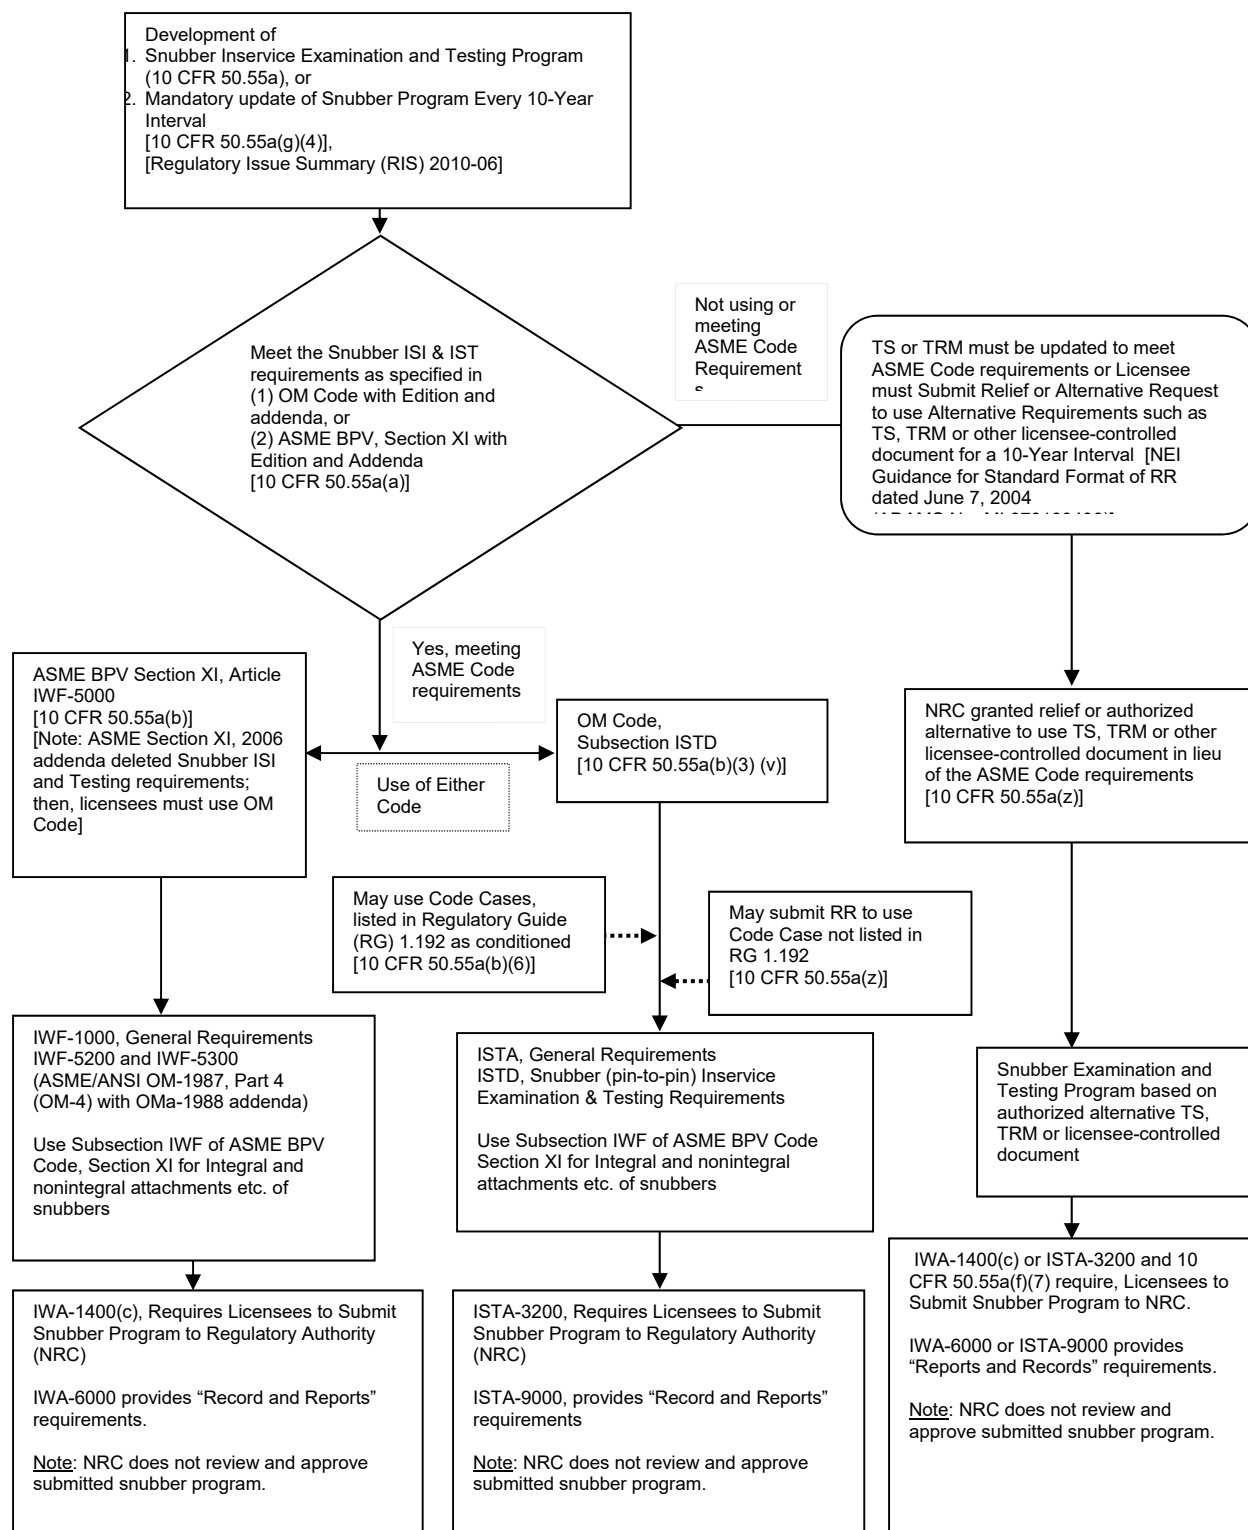 Development of
1. Snubber Inservice Examination and Testing Program
(10 CFR 50.55a), or
2. Mandatory update of Snubber Program Every 10-Year
Interval
[10 CFR 50.55a(g)(4)],
[Regulatory Issue Summary (RIS) 2010-06]
Meet the Snubber ISI & IST
requirements as specified in
(1) OM Code with Edition and
addenda, or
(2) ASME BPV, Section XI with
Edition and Addenda
[10 CFR 50.55a(a)]
Not using or
meeting
ASME Code
Requirement
s
TS or TRM must be updated to meet
ASME Code requirements or Licensee
must Submit Relief or Alternative Request
to use Alternative Requirements such as
TS, TRM or other licensee-controlled
document for a 10-Year Interval [NEI
Guidance for Standard Format of RR
dated June 7, 2004
Yes, meeting
ASME Code
requirements
ASME BPV Section XI, Article
IWF-5000
[10 CFR 50.55a(b)]
[Note: ASME Section XI, 2006
addenda deleted Snubber ISI
and Testing requirements;
then, licensees must use OM
Code]
Use of Either
Code
OM Code,
Subsection ISTD
[10 CFR 50.55a(b)(3) (v)]
NRC granted relief or authorized
alternative to use TS, TRM or other
licensee-controlled document in lieu
of the ASME Code requirements
[10 CFR 50.55a(z)]
May use Code Cases,
listed in Regulatory Guide
(RG) 1.192 as conditioned
[10 CFR 50.55a(b)(6)]
May submit RR to use
Code Case not listed in
RG 1.192
[10 CFR 50.55a(z)]
IWF-1000, General Requirements
IWF-5200 and IWF-5300
(ASME/ANSI OM-1987, Part 4
(OM-4) with OMa-1988 addenda)
Use Subsection IWF of ASME BPV
Code, Section XI for Integral and
nonintegral attachments etc. of
snubbers
ISTA, General Requirements
ISTD, Snubber (pin-to-pin) Inservice
Examination & Testing Requirements
Use Subsection IWF of ASME BPV Code
Section XI for Integral and nonintegral
attachments etc. of snubbers
Snubber Examination and
Testing Program based on
authorized alternative TS,
TRM or licensee-controlled
document
IWA-1400(c), Requires Licensees to Submit
Snubber Program to Regulatory Authority
(NRC)
IWA-6000 provides “Record and Reports”
requirements.
Note: NRC does not review and approve
submitted snubber program.
ISTA-3200, Requires Licensees to Submit
Snubber Program to Regulatory Authority
(NRC)
ISTA-9000, provides “Record and Reports”
requirements
Note: NRC does not review and approve
submitted snubber program.
IWA-1400(c) or ISTA-3200 and 10
CFR 50.55a(f)(7) require, Licensees to
Submit Snubber Program to NRC.
IWA-6000 or ISTA-9000 provides
“Reports and Records” requirements.
Note: NRC does not review and
approve submitted snubber program.